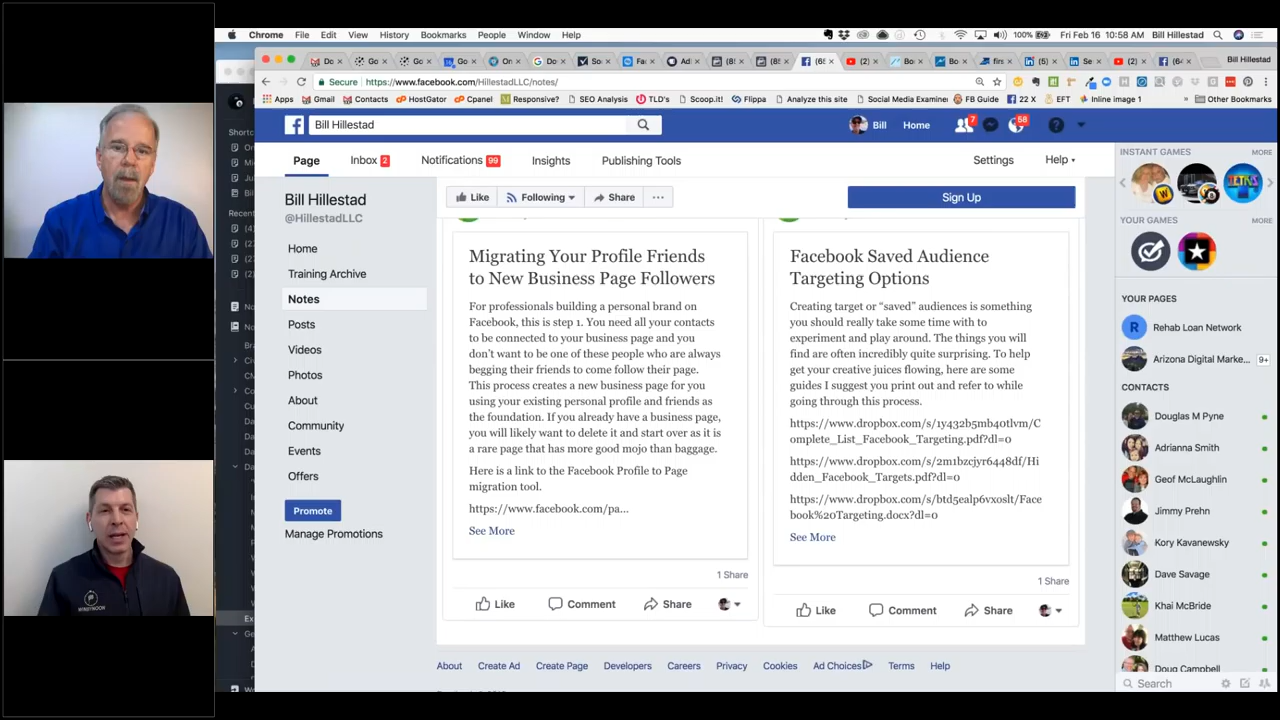 Chrome File Edit View History Bookmarks People Window Help
100% Fri Feb 16 10:58 AM Bill Hillestad
Bill Hillestad
Secure https://www.facebook.com/HillestadLLC/notes/
Apps Gmail Contacts HostGator Cpanel Responsive? SEO Analysis TLD's Scoop.it! Flippa Analyze this site Social Media Examiner FB Guide 22 X EFT Inline image 1 » Other Bookmarks
Bill Hillestad
Bill Home 7 58
Page Inbox 2 Notifications 99 Insights Publishing Tools Settings Help
Bill Hillestad
@HillestadLLC
Home
Training Archive
Notes
Posts
Videos
Photos
About
Community
Events
Offers
Promote
Manage Promotions
Like Following Share ...
Sign Up
Migrating Your Profile Friends
to New Business Page Followers
For professionals building a personal brand on
Facebook, this is step 1. You need all your contacts
to be connected to your business page and you
don't want to be one of these people who are always
begging their friends to come follow their page.
This process creates a new business page for you
using your existing personal profile and friends as
the foundation. If you already have a business page,
you will likely want to delete it and start over as it is
a rare page that has more good mojo than baggage.
Here is a link to the Facebook Profile to Page
migration tool.
https://www.facebook.com/pa...
See More
1 Share
Like Comment Share
Facebook Saved Audience
Targeting Options
Creating target or “saved” audiences is something
you should really take some time with to
experiment and play around. The things you will
find are often incredibly quite surprising. To help
get your creative juices flowing, here are some
guides I suggest you print out and refer to while
going through this process.
https://www.dropbox.com/s/1y432b5mb40tlvm/C
omplete_List_Facebook_Targeting.pdf?dl=0
https://www.dropbox.com/s/2m1bzcjyr6448df/Hi
dden_Facebook_Targets.pdf?dl=0
https://www.dropbox.com/s/btd5ealp6vxoslt/Face
book%20Targeting.docx?dl=0
See More
1 Share
Like Comment Share
About Create Ad Create Page Developers Careers Privacy Cookies Ad Choices Terms Help
INSTANT GAMES MORE
YOUR GAMES MORE
YOUR PAGES
Rehab Loan Network
Arizona Digital Marke... 9+
CONTACTS
Douglas M Pyne
Adrianna Smith
Geof McLaughlin
Jimmy Prehn
Kory Kavanewsky
Dave Savage
Khai McBride
Matthew Lucas
Doug Campbell
Search